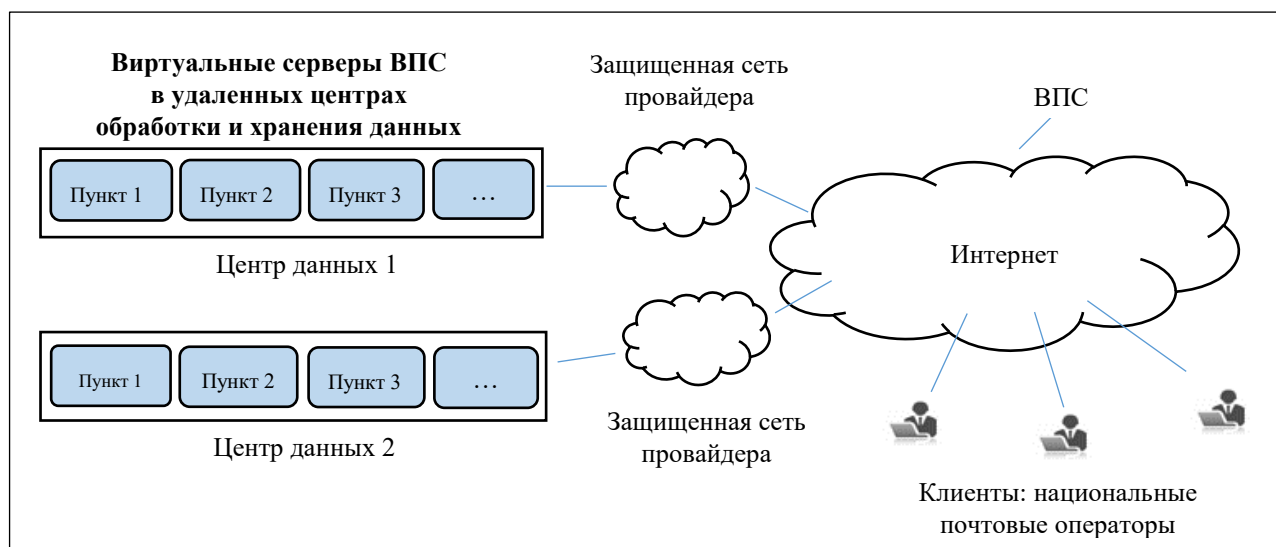 Виртуальные серверы ВПС
в удаленных центрах
обработки и хранения данных
Защищенная сеть
провайдера
ВПС
Пункт 1
Пункт 2
Пункт 3
...
Центр данных 1
Интернет
Пункт 1
Пункт 2
Пункт 3
...
Центр данных 2
Защищенная сеть
провайдера
Клиенты: национальные
почтовые операторы